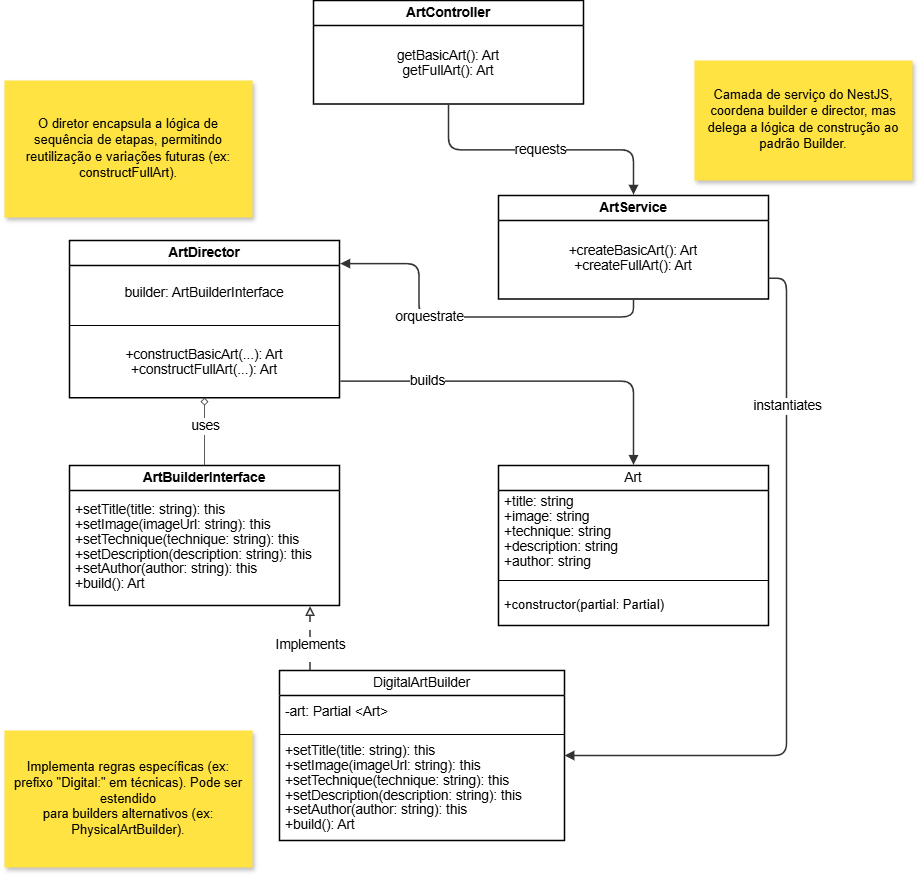 ArtController
getBasicArt(): Art
getFullArt(): Art
O diretor encapsula a lógica de
sequência de etapas, permitindo
reutilização e variações futuras (ex:
constructFullArt).
Camada de serviço do NestJS,
coordena builder e director, mas
delega a lógica de construção ao
padrão Builder.
requests
ArtService
+createBasicArt(): Art
+createFullArt(): Art
ArtDirector
builder: ArtBuilderInterface
+constructBasicArt(...): Art
+constructFullArt(...): Art
orquestrate
builds
instantiates
uses
ArtBuilderInterface
+setTitle(title: string): this
+setImage(imageUrl: string): this
+setTechnique(technique: string): this
+setDescription(description: string): this
+setAuthor(author: string): this
+build(): Art
Art
+title: string
+image: string
+technique: string
+description: string
+author: string
+constructor(partial: Partial)
Implements
DigitalArtBuilder
-art: Partial <Art>
+setTitle(title: string): this
+setImage(imageUrl: string): this
+setTechnique(technique: string): this
+setDescription(description: string): this
+setAuthor(author: string): this
+build(): Art
Implementa regras específicas (ex:
prefixo "Digital:" em técnicas). Pode ser
estendido
para builders alternativos (ex:
PhysicalArtBuilder).